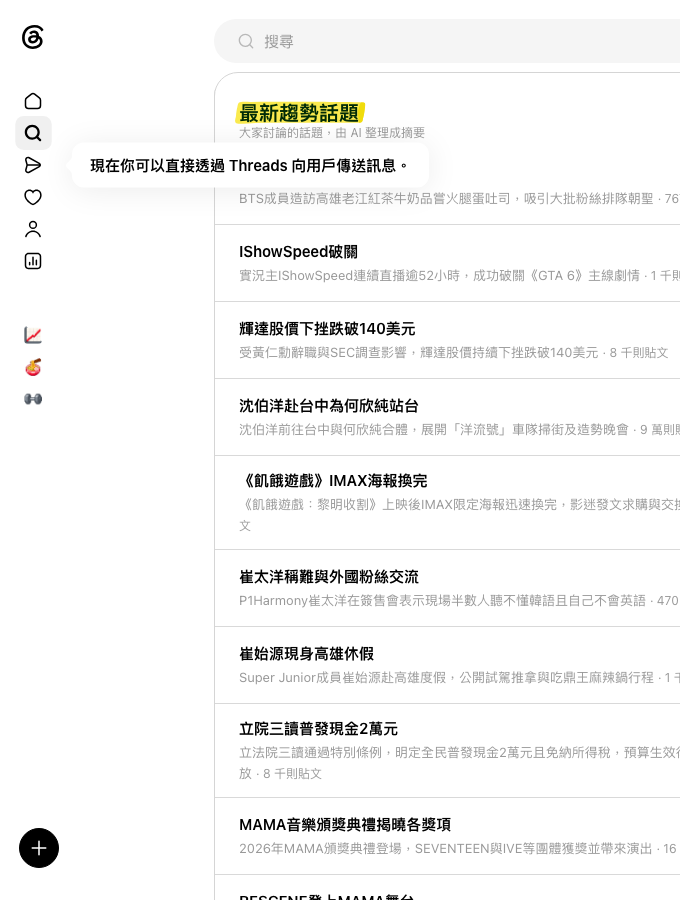 搜尋
最新趨勢話題
大家討論的話題，由 AI 整理成摘要
現在你可以直接透過 Threads 向用戶傳送訊息。
BTS成員造訪高雄老江紅茶牛奶品嘗火腿蛋吐司，吸引大批粉絲排隊朝聖 · 76
IShowSpeed破關
實況主IShowSpeed連續直播逾52小時，成功破關《GTA 6》主線劇情 · 1 千則
輝達股價下挫跌破140美元
受黃仁勳辭職與SEC調查影響，輝達股價持續下挫跌破140美元 · 8 千則貼文
沈伯洋赴台中為何欣純站台
沈伯洋前往台中與何欣純合體，展開「洋流號」車隊掃街及造勢晚會 · 9 萬則
《飢餓遊戲》IMAX海報換完
《飢餓遊戲：黎明收割》上映後IMAX限定海報迅速換完，影迷發文求購與交換
文
崔太洋稱難與外國粉絲交流
P1Harmony崔太洋在簽售會表示現場半數人聽不懂韓語且自己不會英語 · 470
崔始源現身高雄休假
Super Junior成員崔始源赴高雄度假，公開試駕推拿與吃鼎王麻辣鍋行程 · 1 千
立院三讀普發現金2萬元
立法院三讀通過特別條例，明定全民普發現金2萬元且免納所得稅，預算生效後
放 · 8 千則貼文
MAMA音樂頒獎典禮揭曉各獎項
2026年MAMA頒獎典禮登場，SEVENTEEN與IVE等團體獲獎並帶來演出 · 16
RESCENE登上MAMA舞台